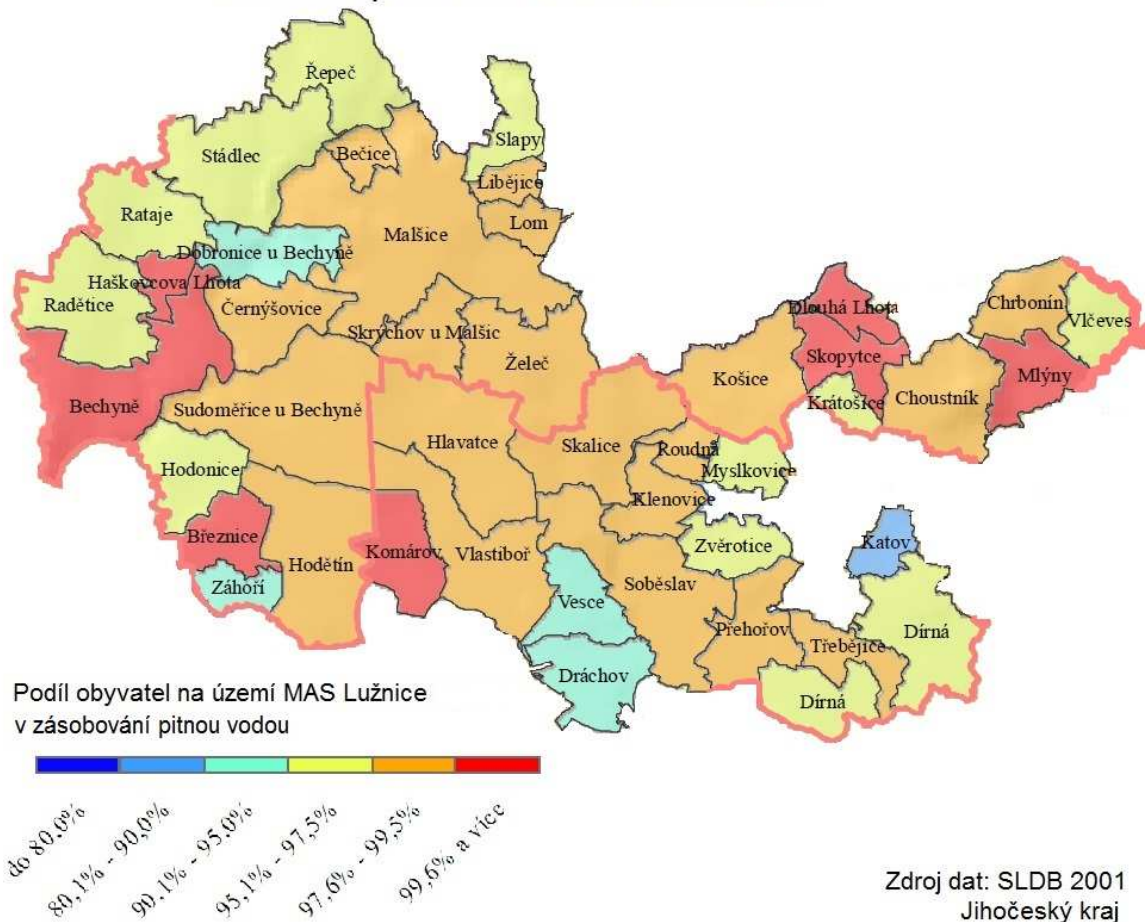 Řepeč
Slapy
Stádlec
Bečice
Libějice
Rataje
Malšice
Lom
Dobronice u Bechyně
Haškovcova Lhota
Radětice
Černýšovice
Dlouhá Lhota
Chrbonín
Vlčeves
Skrýchov u Malšic
Želeč
Skopytce
Mlýny
Košice
Bechyně
Sudoměřice u Bechyně
Krátošice
Choustník
Hlavatce
Skalice
Roudná
Hodonice
Myslkovice
Klenovice
Březnice
Komárov
Vlastiboř
Zvěrotice
Katov
Hodětín
Záhoří
Soběslav
Vesce
Přehořov
Třebějice
Dírná
Dráchov
Dírná
Podíl obyvatel na území MAS Lužnice
v zásobování pitnou vodou
do 80,0%
80,1% - 90,0%
90,1% - 95,0%
95,1% - 97,5%
97,6% - 99,5%
99,6% a více
Zdroj dat: SLDB 2001
Jihočeský kraj